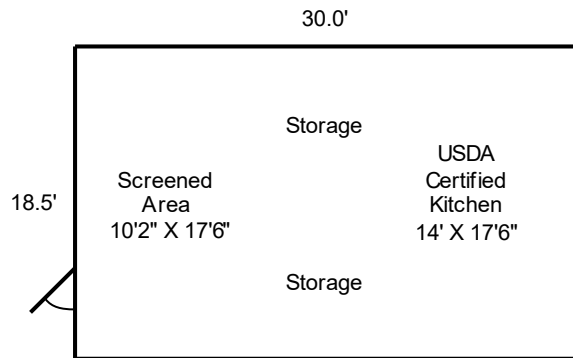 30.0'
Storage
USDA
Certified
Kitchen
14' X 17'6"
Screened
Area
10'2" X 17'6"
18.5'
Storage